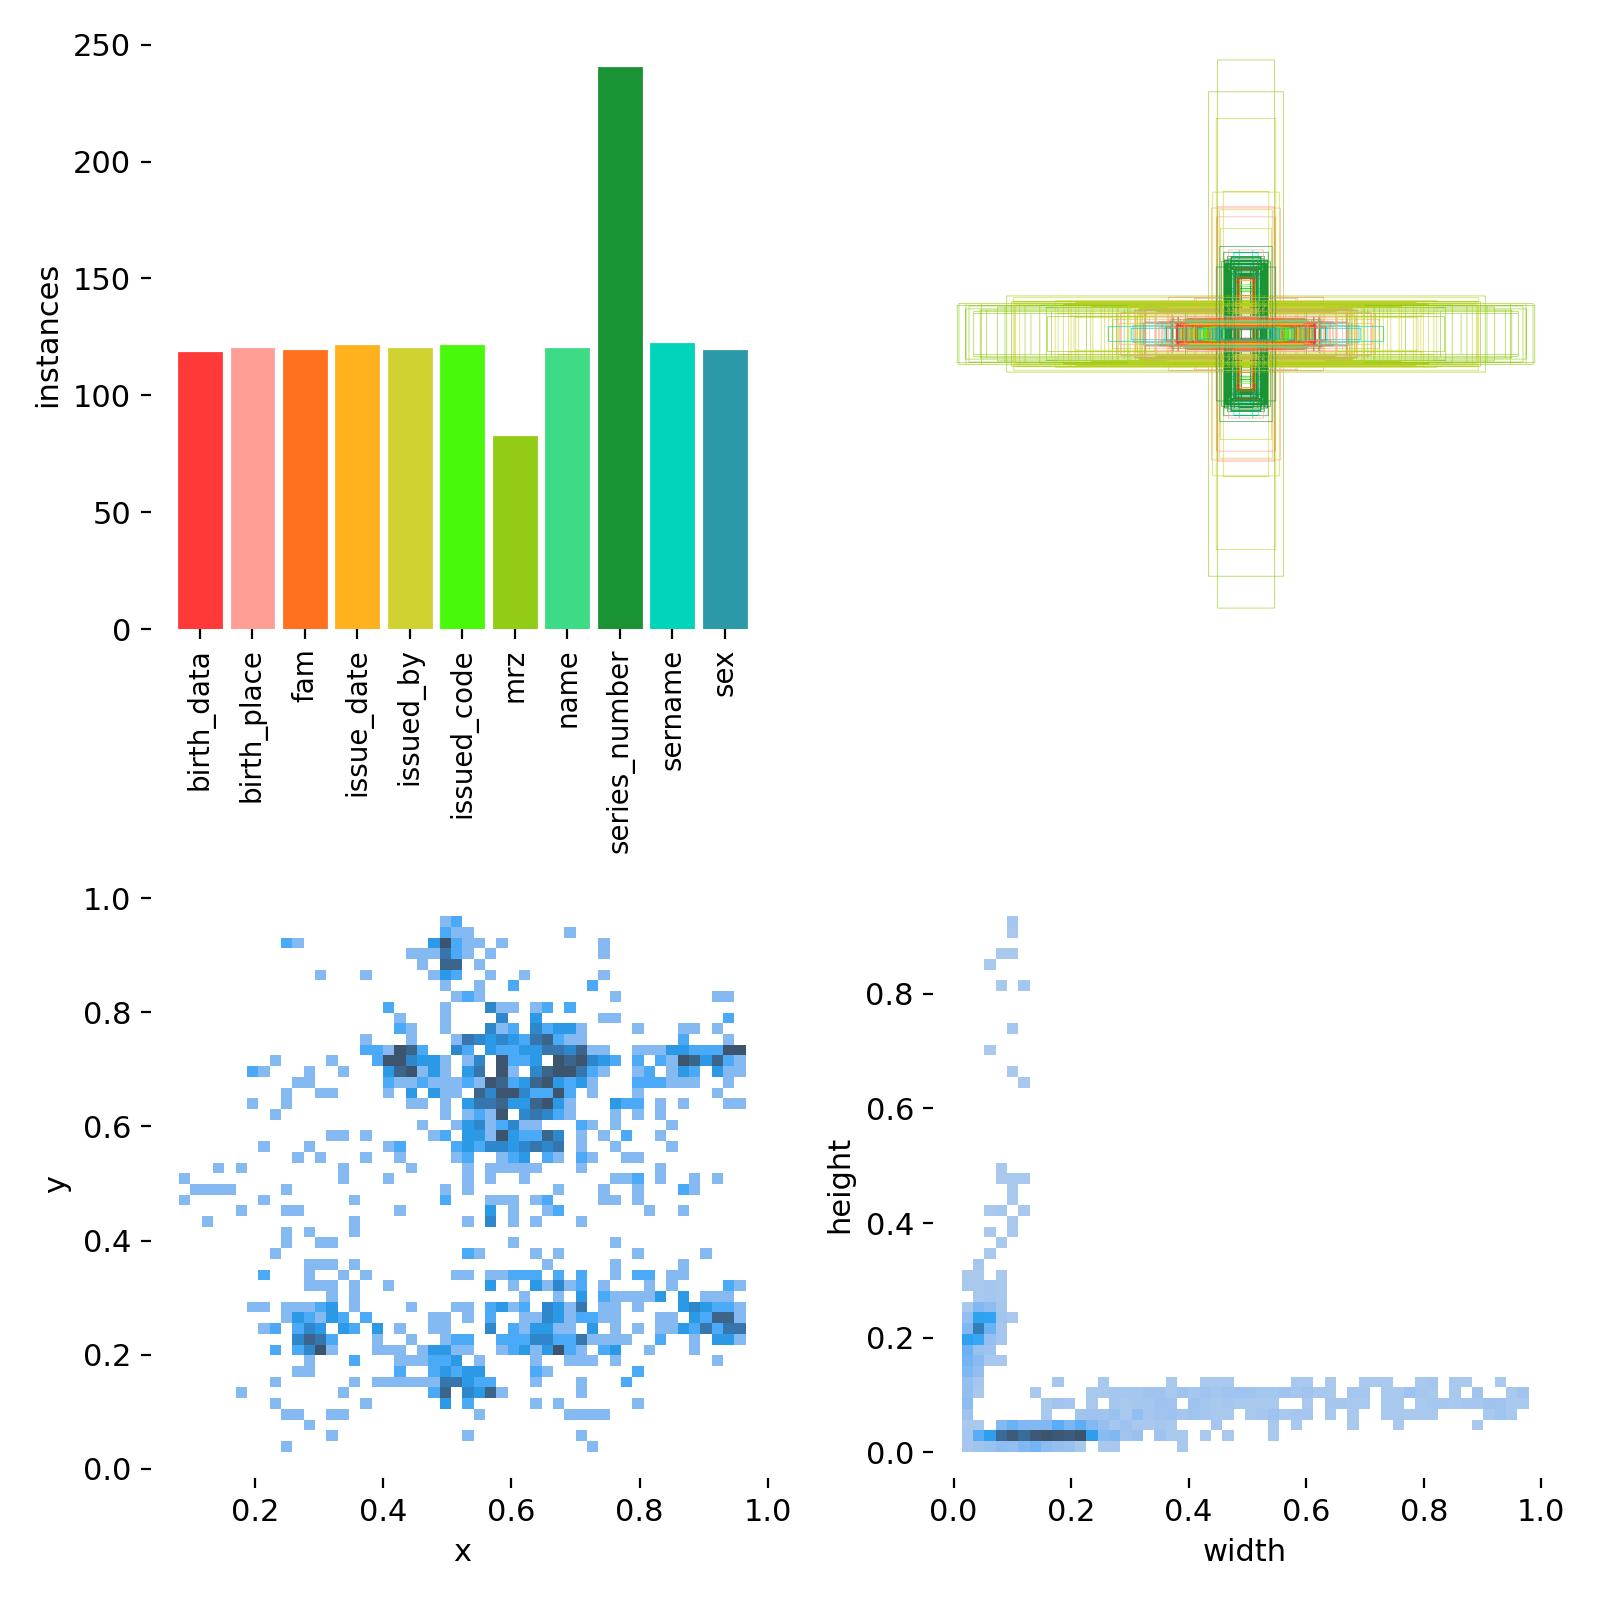 250
200
150
100
50
0
instances
birth_data
birth_place
fam
issue_date
issued_by
issued_code
mrz
name
series_number
sername
sex
1.0
0.8
0.6
0.4
0.2
0.0
y
0.2 0.4 0.6 0.8 1.0
x
0.8
0.6
0.4
0.2
0.0
height
0.0 0.2 0.4 0.6 0.8 1.0
width